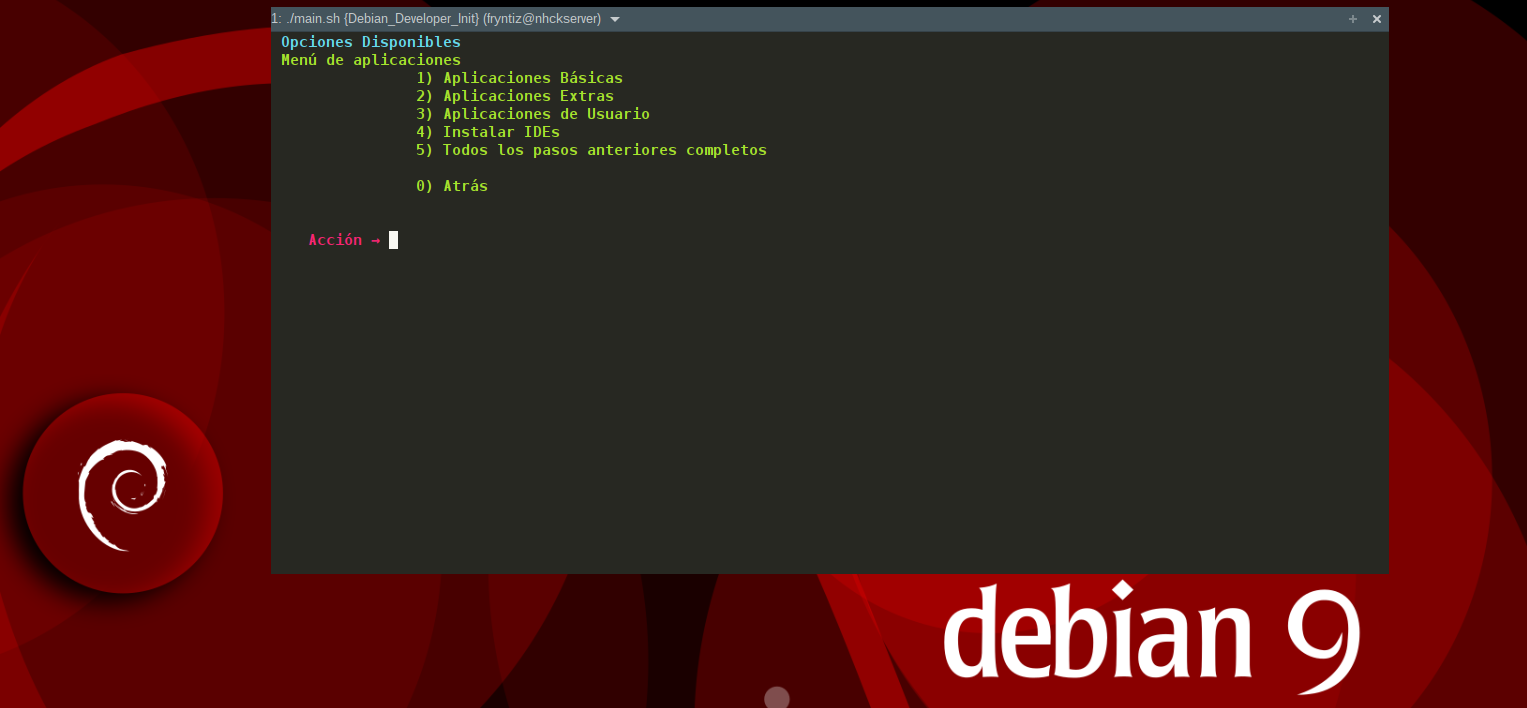 1: ./main.sh {Debian_Developer_Init} (fryntiz@nhckserver)
Opciones Disponibles
Menú de aplicaciones
1) Aplicaciones Básicas
2) Aplicaciones Extras
3) Aplicaciones de Usuario
4) Instalar IDEs
5) Todos los pasos anteriores completos
0) Atrás
Acción →
debian 9